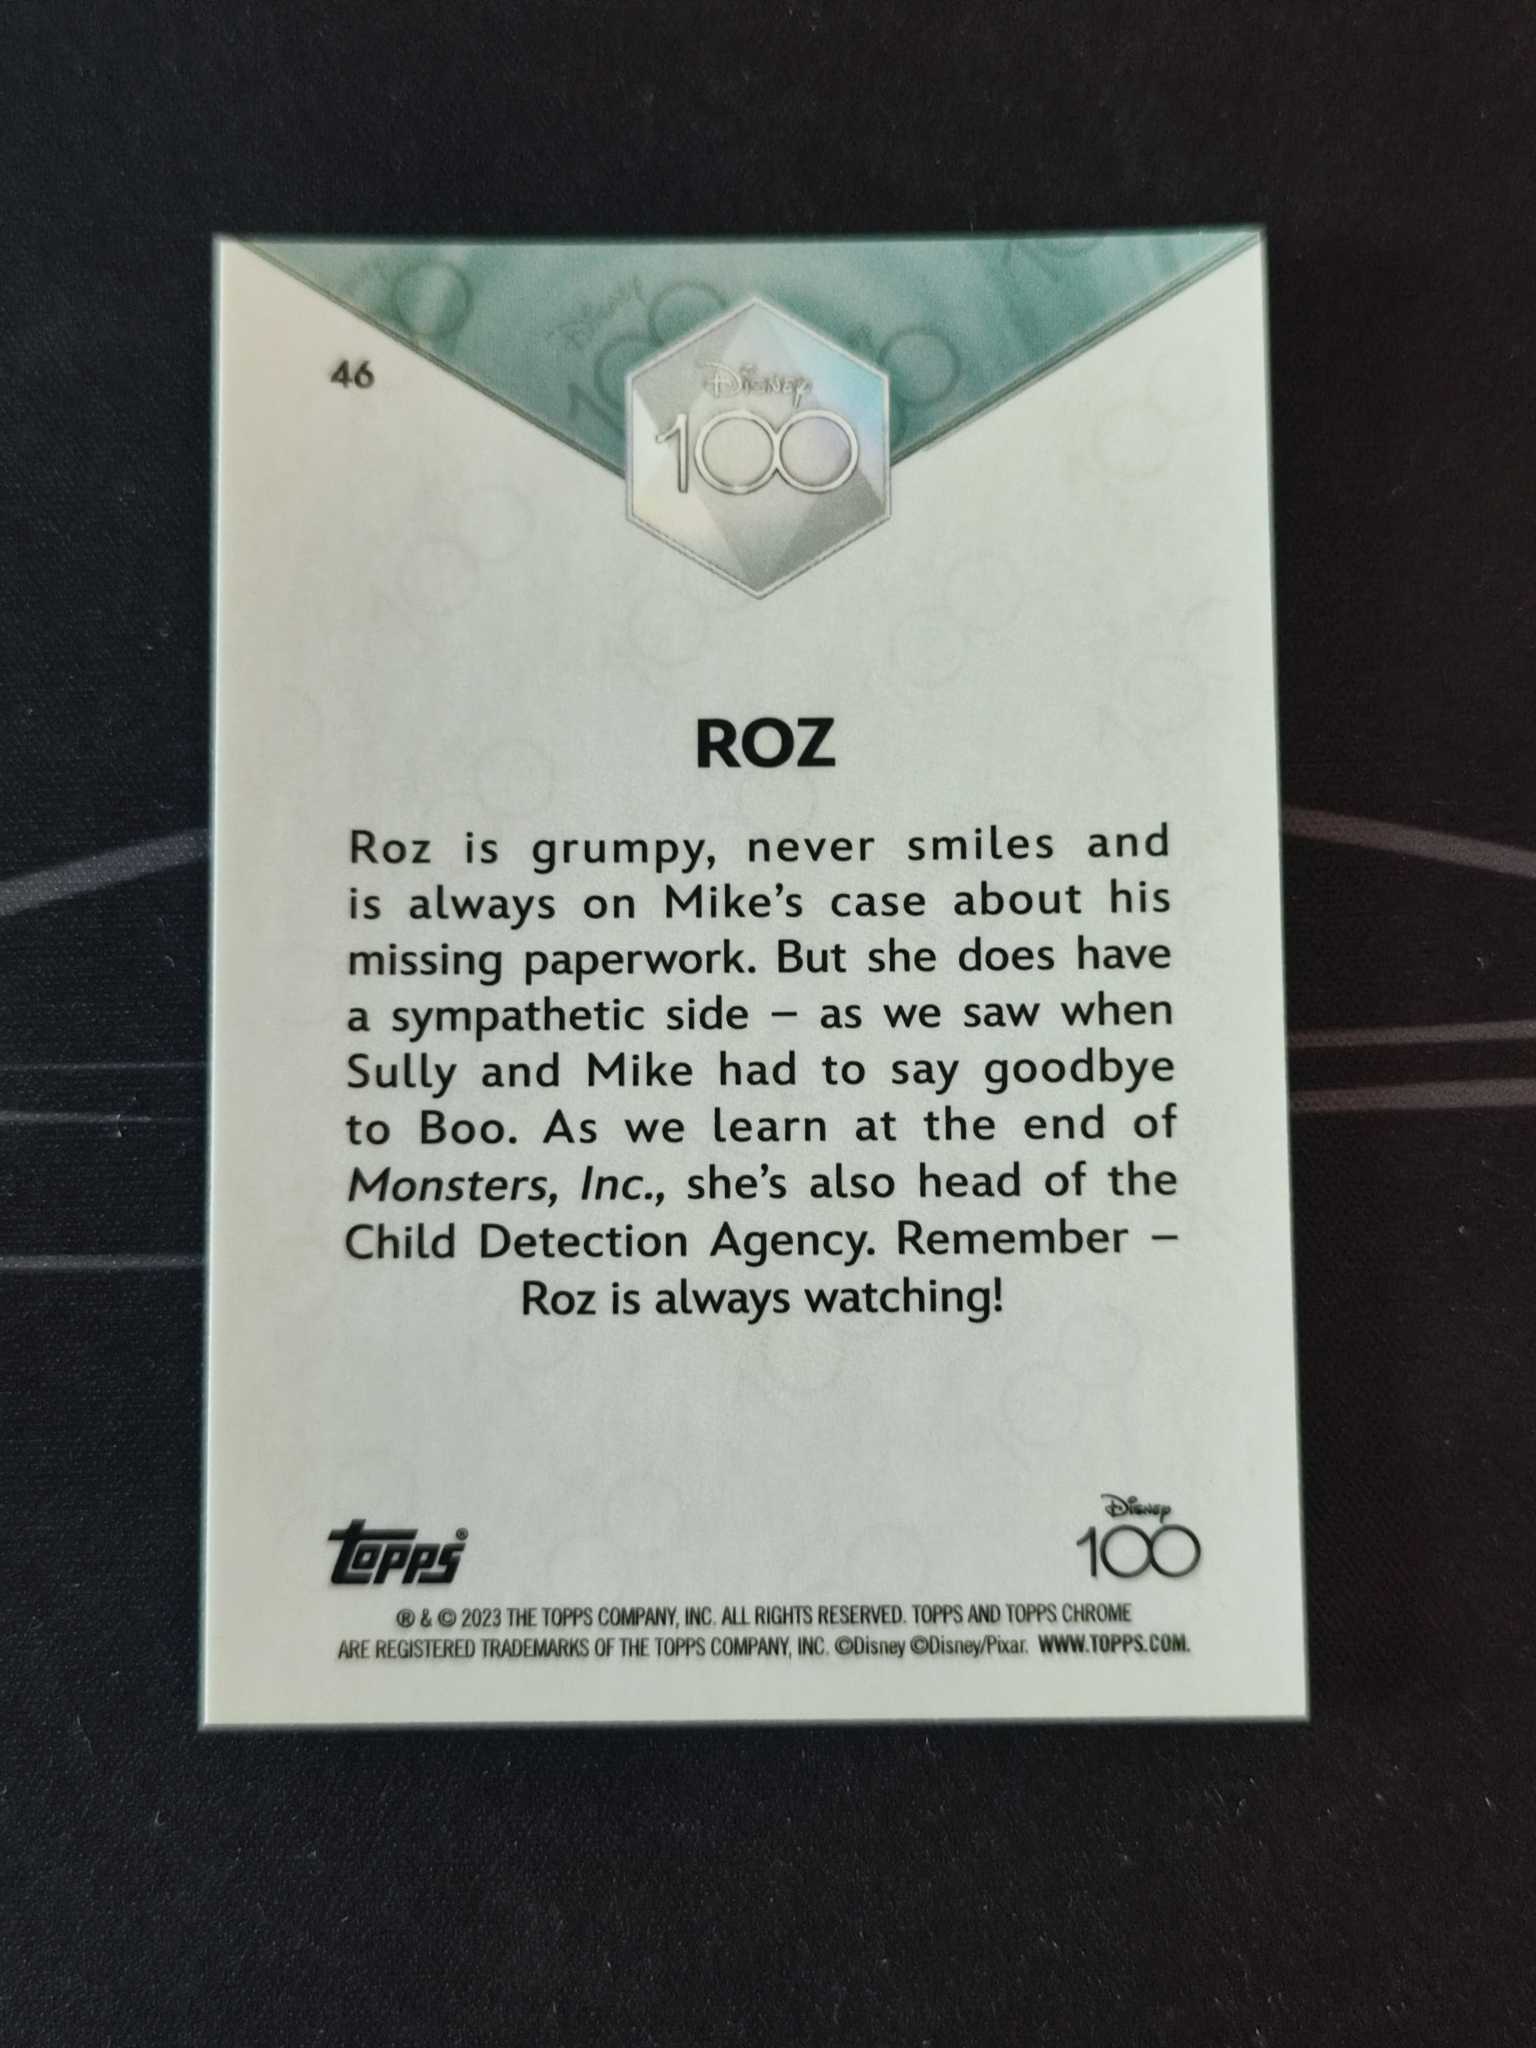 46
Disney
100
ROZ
Roz is grumpy, never smiles and
is always on Mike’s case about his
missing paperwork. But she does have
a sympathetic side – as we saw when
Sully and Mike had to say goodbye
to Boo. As we learn at the end of
Monsters, Inc., she’s also head of the
Child Detection Agency. Remember –
Roz is always watching!
topps®
Disney
100
® & © 2023 THE TOPPS COMPANY, INC. ALL RIGHTS RESERVED. TOPPS AND TOPPS CHROME
ARE REGISTERED TRADEMARKS OF THE TOPPS COMPANY, INC. ©Disney ©Disney/Pixar. WWW.TOPPS.COM.